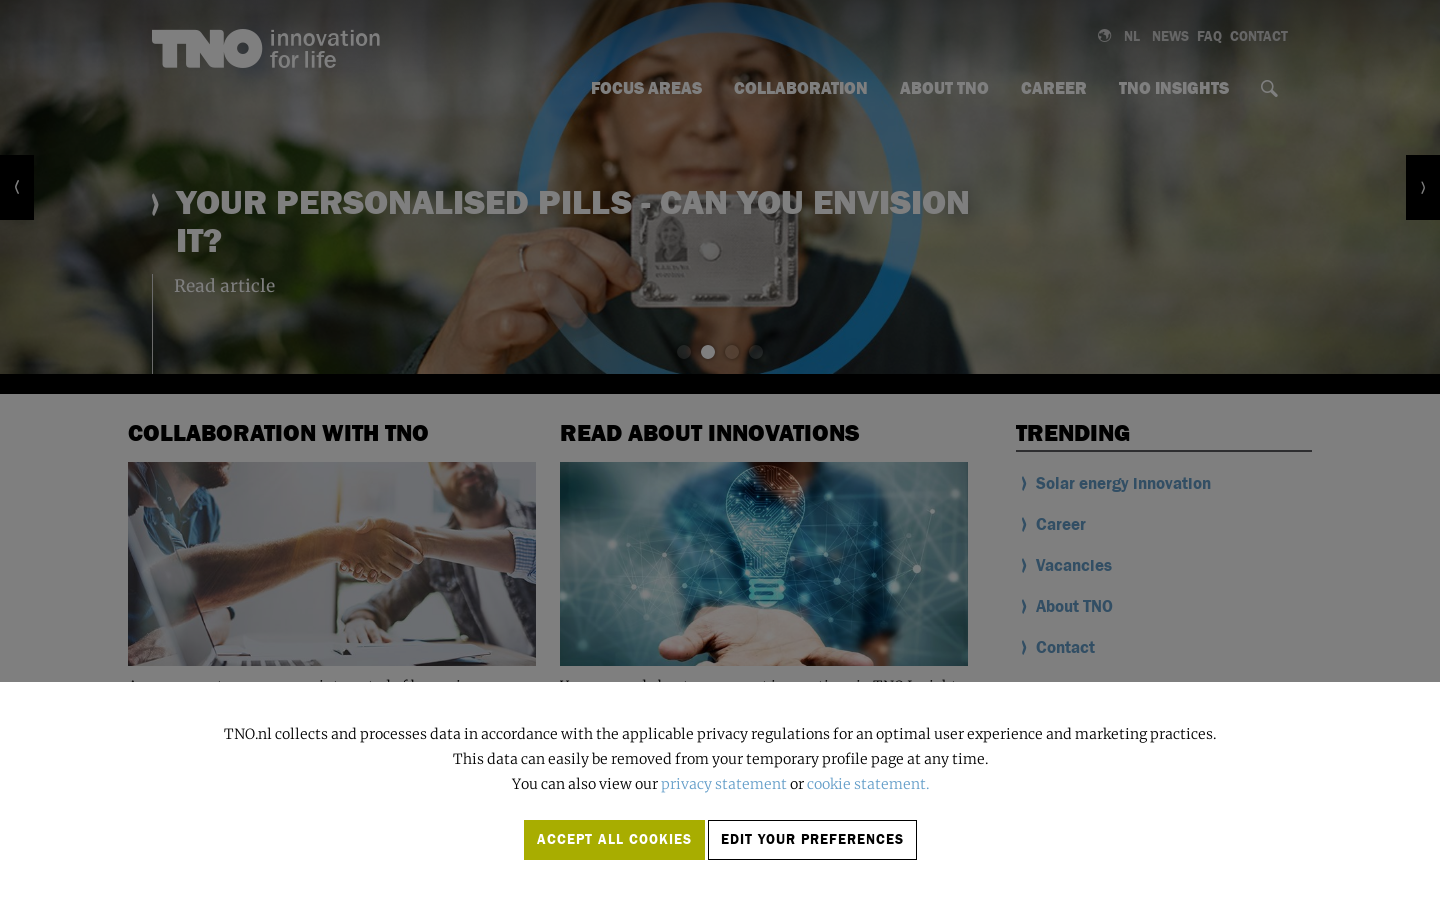 TNO innovation
for life
NL NEWS FAQ CONTACT
FOCUS AREAS COLLABORATION ABOUT TNO CAREER TNO INSIGHTS
YOUR PERSONALISED PILLS - CAN YOU ENVISION
IT?
Read article
COLLABORATION WITH TNO
READ ABOUT INNOVATIONS
TRENDING
Solar energy innovation
Career
Vacancies
About TNO
Contact
TNO.nl collects and processes data in accordance with the applicable privacy regulations for an optimal user experience and marketing practices.
This data can easily be removed from your temporary profile page at any time.
You can also view our privacy statement or cookie statement.
ACCEPT ALL COOKIES
EDIT YOUR PREFERENCES